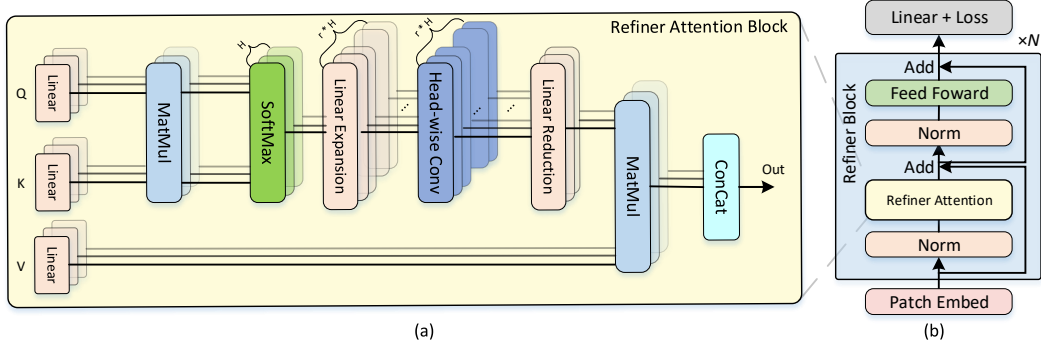 Refiner Attention Block
Q
Linear
K
Linear
V
Linear
MatMul
H
SoftMax
r * H
Linear Expansion
...
r * H
Head-wise Conv
...
...
Linear Reduction
MatMul
ConCat
Out
(a)
Linear + Loss
×N
Refiner Block
Add
Feed Foward
Norm
Add
Refiner Attention
Norm
Patch Embed
(b)